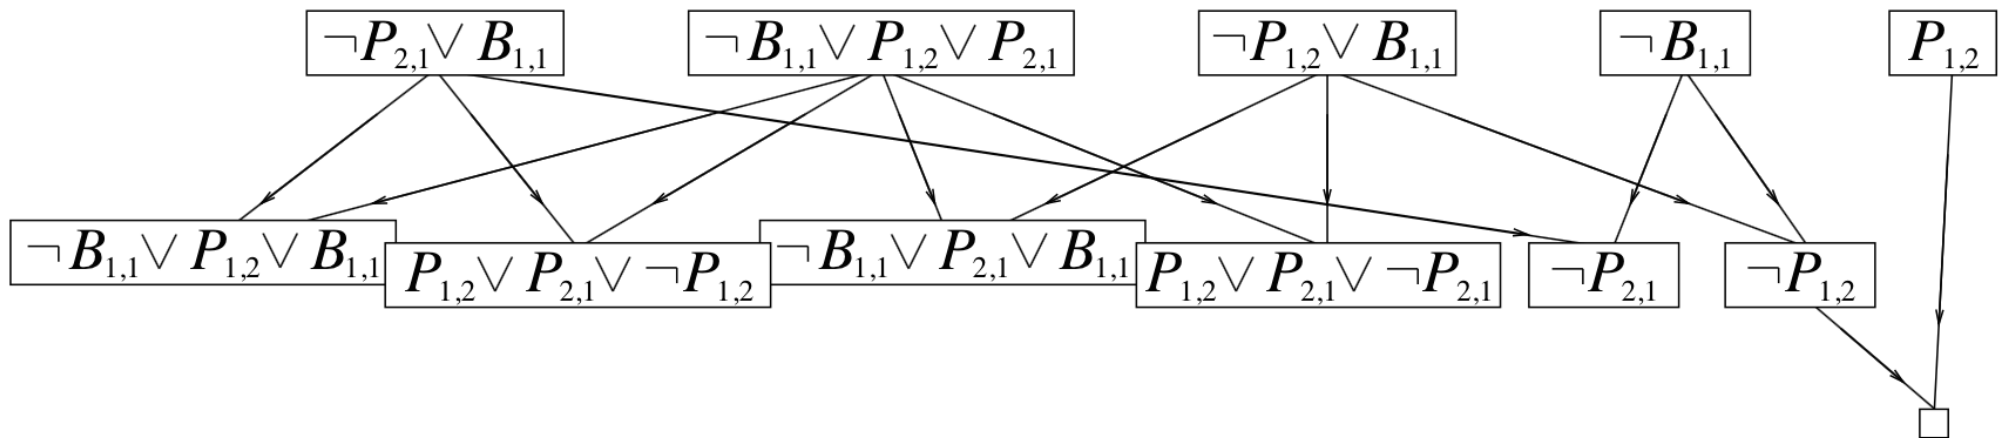 ¬P2,1 ∨ B1,1
¬B1,1 ∨ P1,2 ∨ P2,1
¬P1,2 ∨ B1,1
¬B1,1
P1,2
¬B1,1 ∨ P1,2 ∨ B1,1
P1,2 ∨ P2,1 ∨ ¬P1,2
¬B1,1 ∨ P2,1 ∨ B1,1
P1,2 ∨ P2,1 ∨ ¬P2,1
¬P2,1
¬P1,2